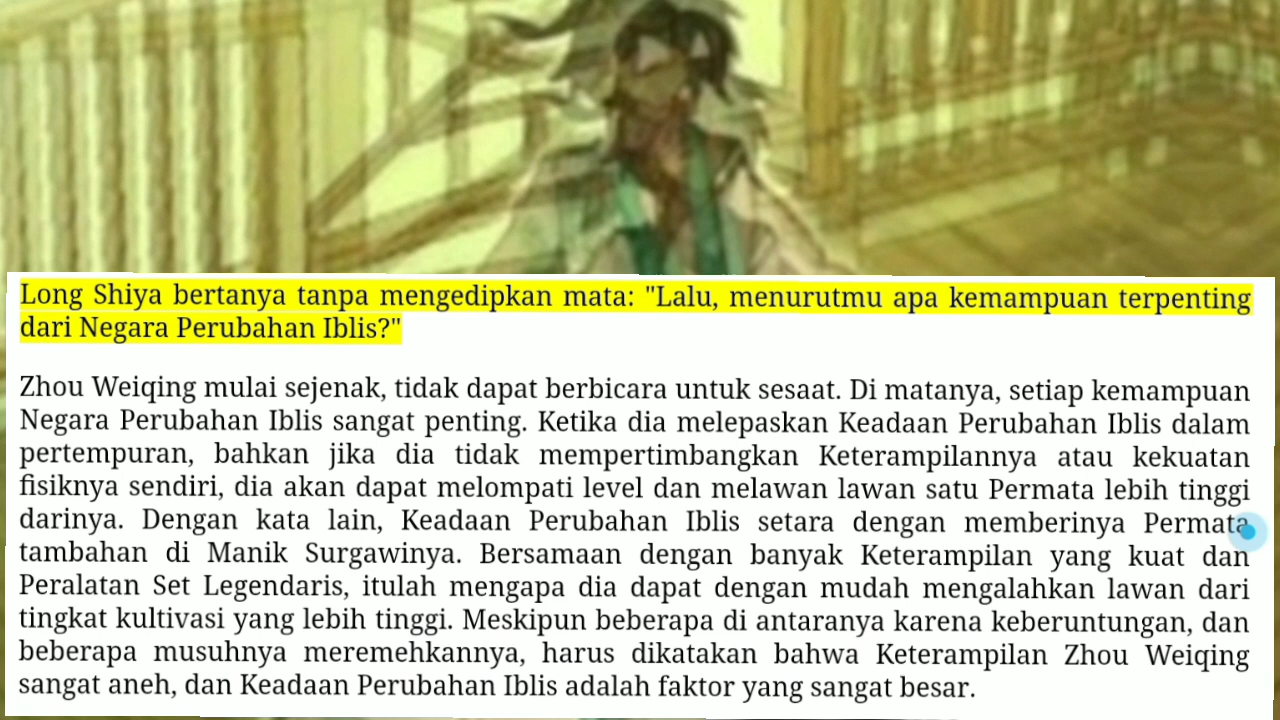 Long Shiya bertanya tanpa mengedipkan mata: "Lalu, menurutmu apa kemampuan terpenting
dari Negara Perubahan Iblis?"
Zhou Weiqing mulai sejenak, tidak dapat berbicara untuk sesaat. Di matanya, setiap kemampuan
Negara Perubahan Iblis sangat penting. Ketika dia melepaskan Keadaan Perubahan Iblis dalam
pertempuran, bahkan jika dia tidak mempertimbangkan Keterampilannya atau kekuatan
fisiknya sendiri, dia akan dapat melompati level dan melawan lawan satu Permata lebih tinggi
darinya. Dengan kata lain, Keadaan Perubahan Iblis setara dengan memberinya Permata
tambahan di Manik Surgawinya. Bersamaan dengan banyak Keterampilan yang kuat dan
Peralatan Set Legendaris, itulah mengapa dia dapat dengan mudah mengalahkan lawan dari
tingkat kultivasi yang lebih tinggi. Meskipun beberapa di antaranya karena keberuntungan, dan
beberapa musuhnya meremehkannya, harus dikatakan bahwa Keterampilan Zhou Weiqing
sangat aneh, dan Keadaan Perubahan Iblis adalah faktor yang sangat besar.